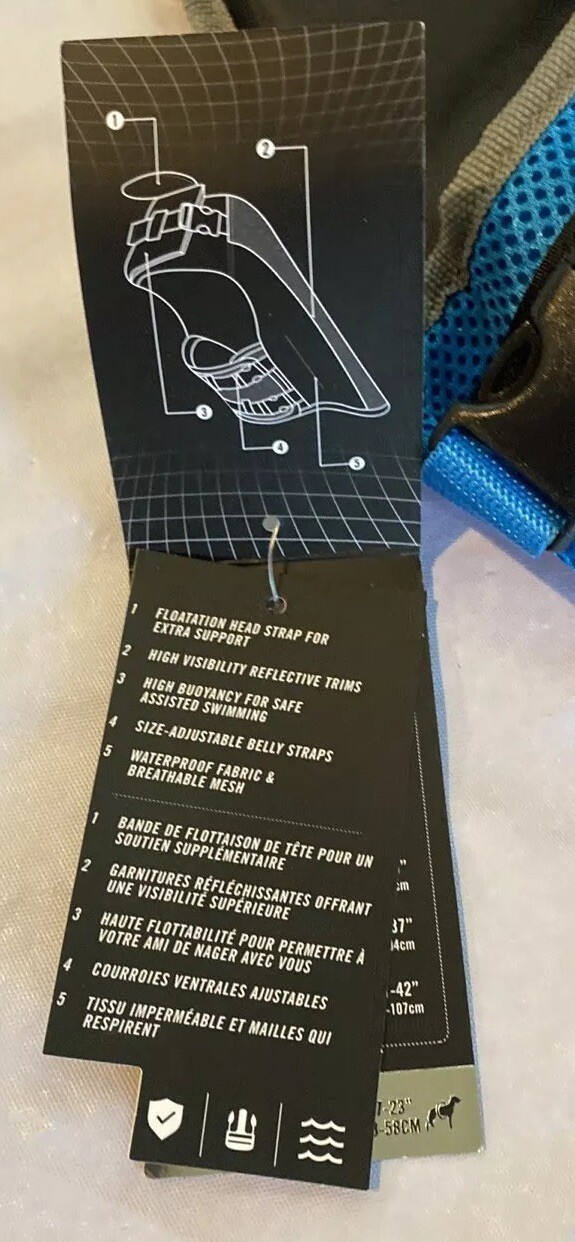 1
2
3
4
5
1 FLOATATION HEAD STRAP FOR
EXTRA SUPPORT
2 HIGH VISIBILITY REFLECTIVE TRIMS
3 HIGH BUOYANCY FOR SAFE
ASSISTED SWIMMING
4 SIZE-ADJUSTABLE BELLY STRAPS
5 WATERPROOF FABRIC &
BREATHABLE MESH
1 BANDE DE FLOTTAISON DE TÊTE POUR UN
SOUTIEN SUPPLÉMENTAIRE
2 GARNITURES RÉFLÉCHISSANTES OFFRANT
UNE VISIBILITÉ SUPÉRIEURE
3 HAUTE FLOTTABILITÉ POUR PERMETTRE À
VOTRE AMI DE NAGER AVEC VOUS
4 COURROIES VENTRALES AJUSTABLES
5 TISSU IMPERMÉABLE ET MAILLES QUI
RESPIRENT
"
cm
37"
4cm
-42"
-107cm
-23"
-58CM